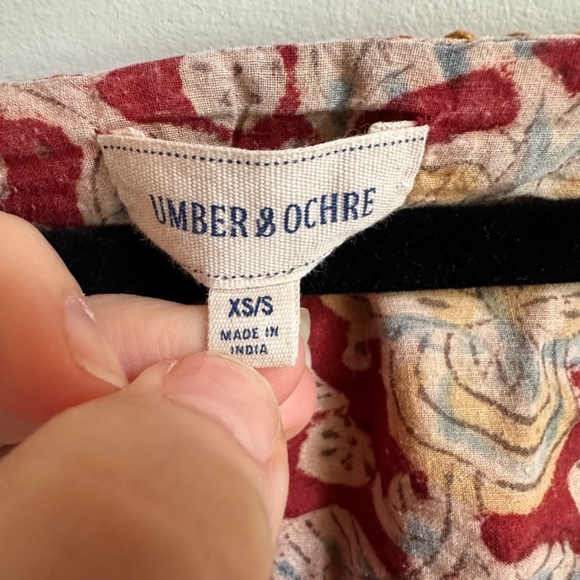 UMBER & OCHRE
XS/S
MADE IN
INDIA